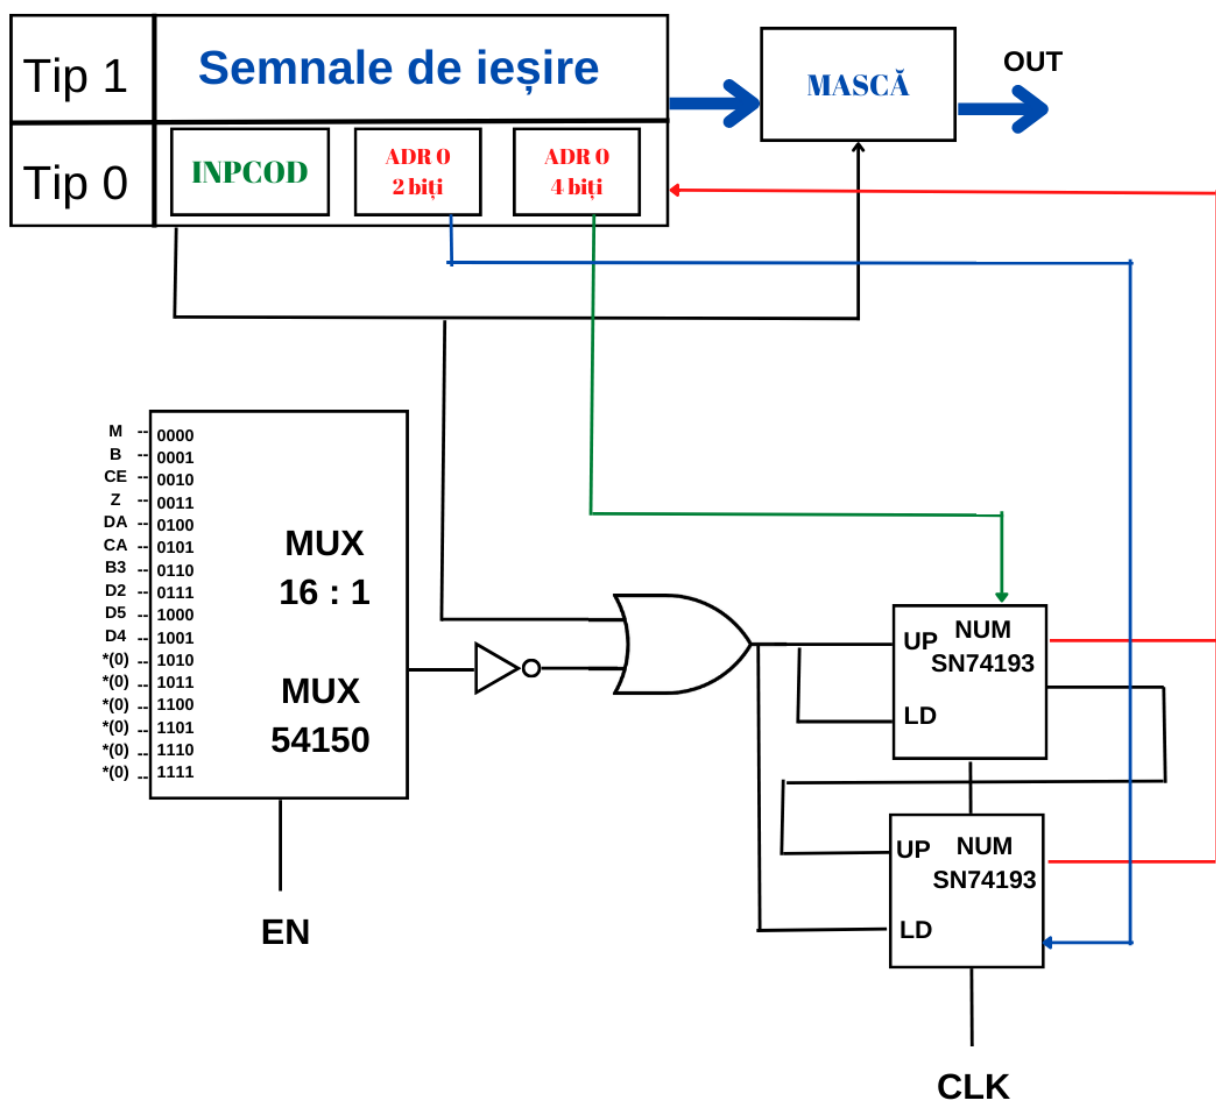 Tip 1
Semnale de ieșire
MASCĂ
OUT
Tip 0
INPCOD
ADR 0
2 biți
ADR 0
4 biți
M -- 0000
B -- 0001
CE -- 0010
Z -- 0011
DA -- 0100
CA -- 0101
B3 -- 0110
D2 -- 0111
D5 -- 1000
D4 -- 1001
*(0) -- 1010
*(0) -- 1011
*(0) -- 1100
*(0) -- 1101
*(0) -- 1110
*(0) -- 1111
MUX
16 : 1
MUX
54150
EN
UP
NUM
SN74193
LD
UP
NUM
SN74193
LD
CLK